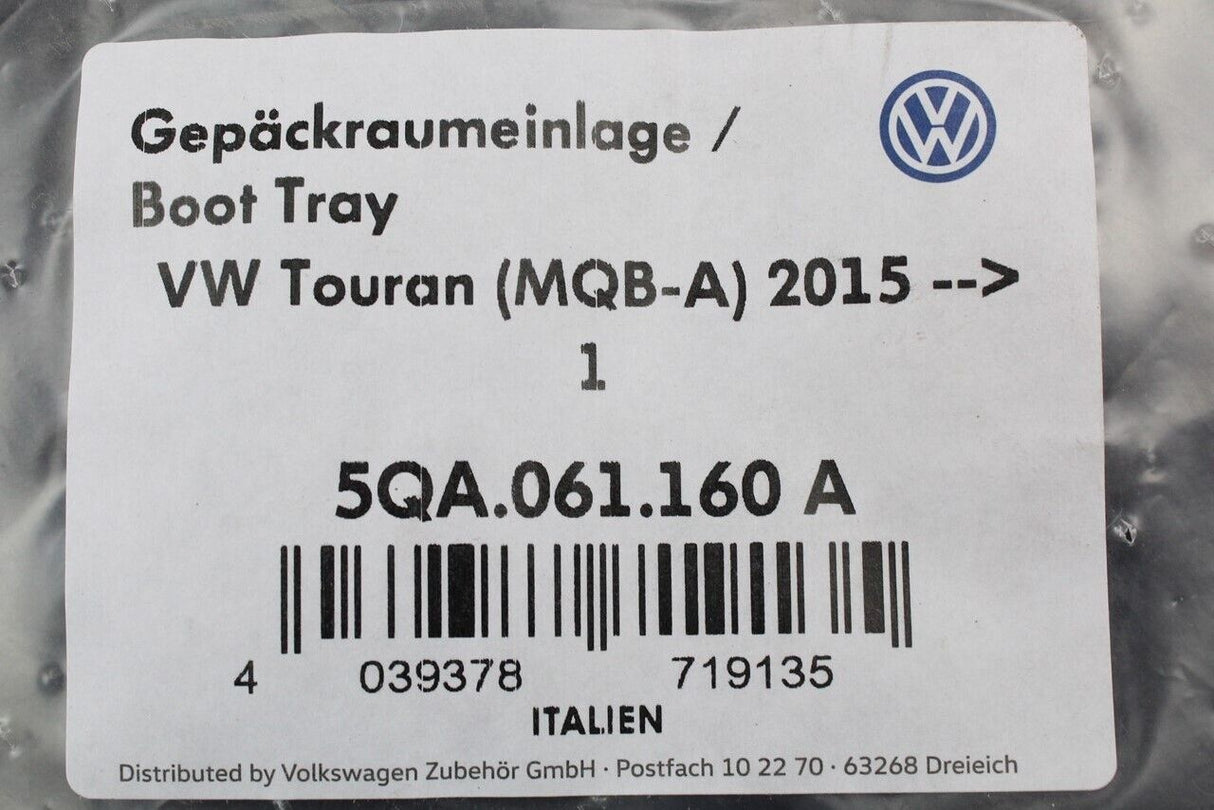 Gepäckraumeinlage /
Boot Tray
VW Touran (MQB-A) 2015 -->
1
5QA.061.160 A
4 039378 719135
ITALIEN
Distributed by Volkswagen Zubehör GmbH · Postfach 10 22 70 · 63268 Dreieich